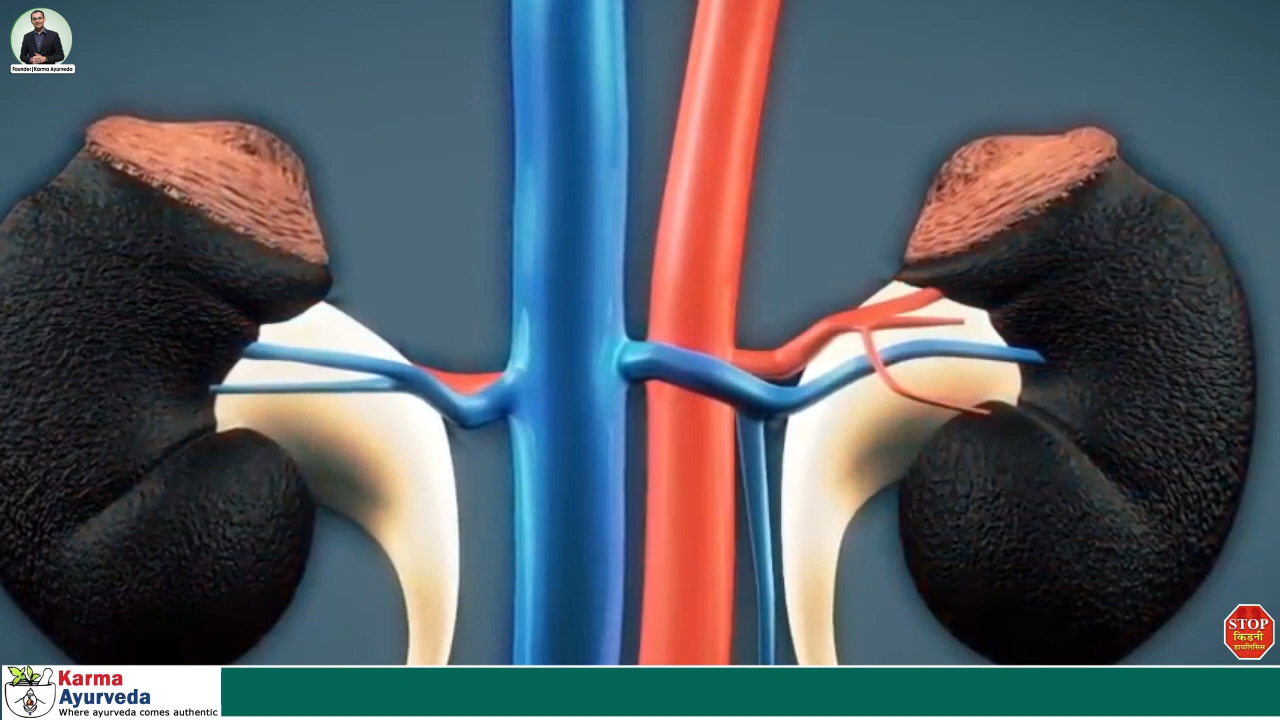 Founder|Karma Ayurveda
STOP
किडनी
डायलिसिस
Karma
Ayurveda
Where ayurveda comes authentic